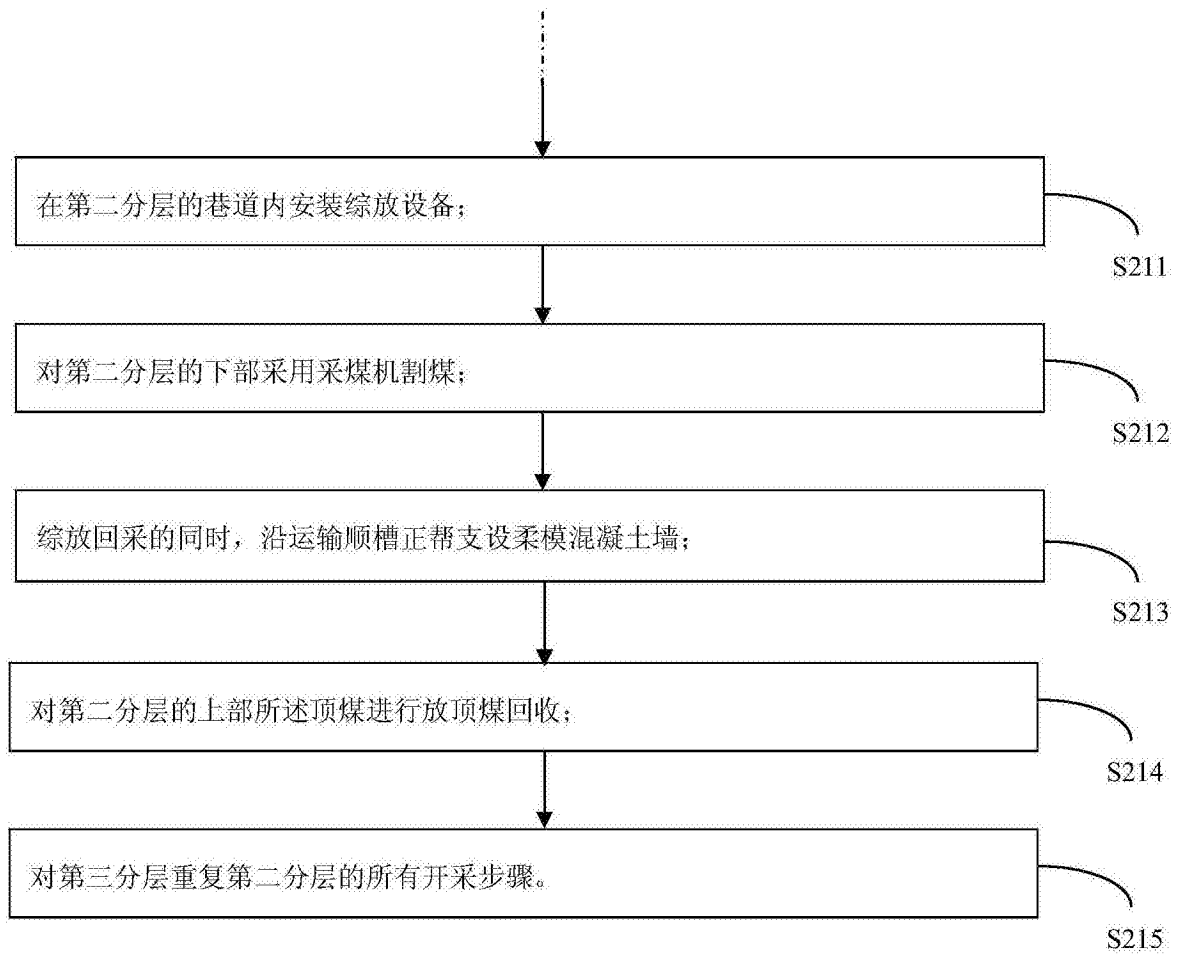 在第二分层的巷道内安装综放设备；
S211
对第二分层的下部采用采煤机割煤；
S212
综放回采的同时，沿运输顺槽正帮支设柔模混凝土墙；
S213
对第二分层的上部所述顶煤进行放顶煤回收；
S214
对第三分层重复第二分层的所有开采步骤。
S215